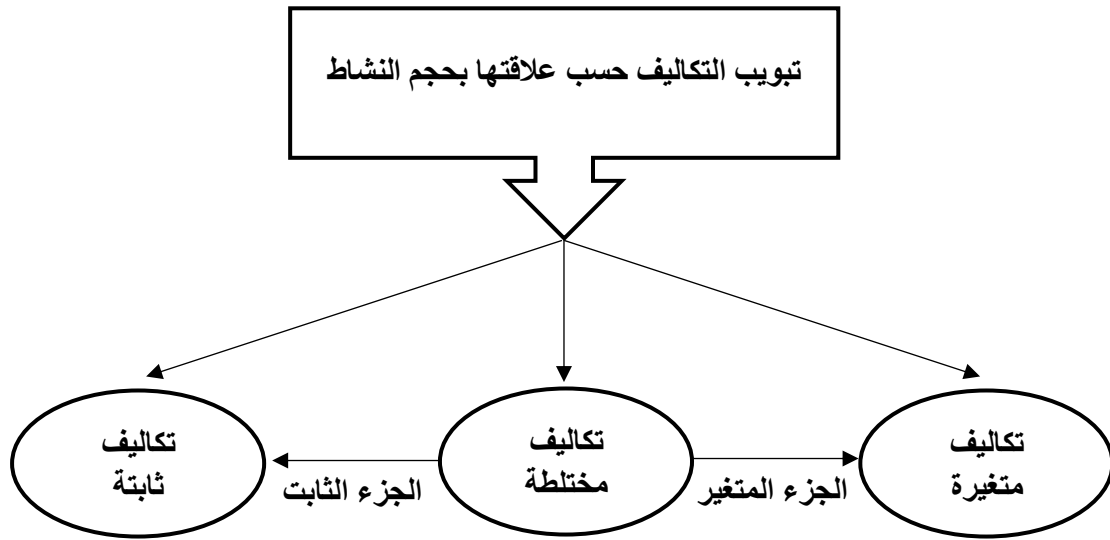 تبويب التكاليف حسب علاقتها بحجم النشاط
تكاليف
متغيرة
الجزء المتغير
تكاليف
مختلطة
الجزء الثابت
تكاليف
ثابتة